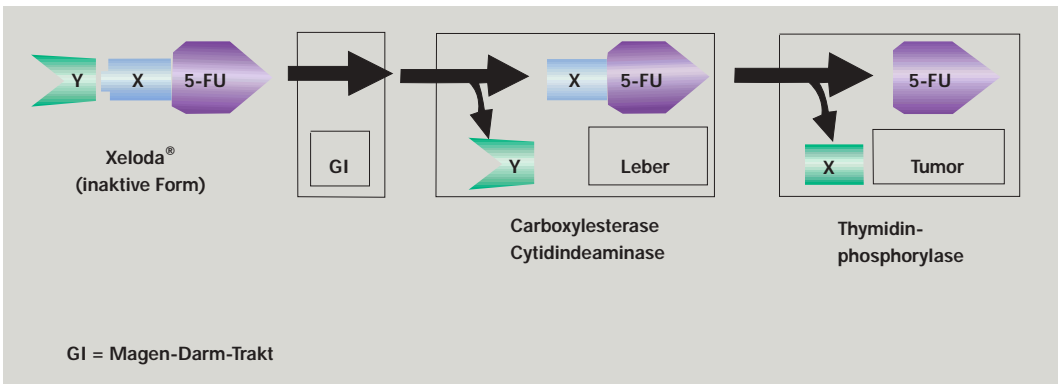 Y X 5-FU
Xeloda®
(inaktive Form)
GI
X 5-FU
Y
Leber
Carboxylesterase
Cytidindeaminase
5-FU
X
Tumor
Thymidin-
phosphorylase
GI = Magen-Darm-Trakt